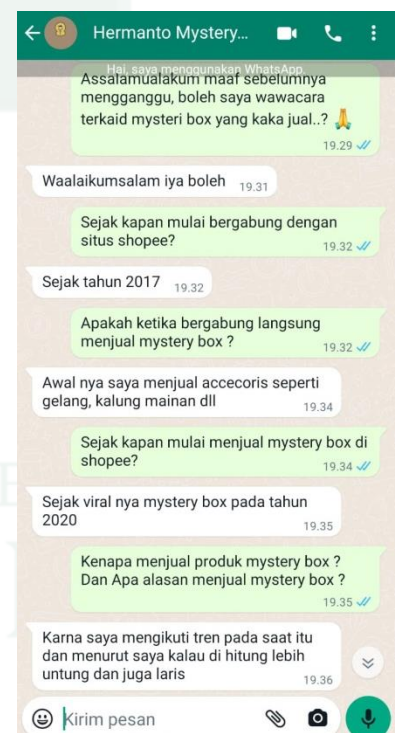 Hermanto Mystery...
Hai, saya menggunakan WhatsApp.
Assalamualakum maaf sebelumnya
mengganggu, boleh saya wawacara
terkaid mysteri box yang kaka jual..? 🙏
19.29
Waalaikumsalam iya boleh 19.31
Sejak kapan mulai bergabung dengan
situs shopee?
19.32
Sejak tahun 2017 19.32
Apakah ketika bergabung langsung
menjual mystery box ?
19.32
Awal nya saya menjual accecoris seperti
gelang, kalung mainan dll
19.34
Sejak kapan mulai menjual mystery box di
shopee?
19.34
Sejak viral nya mystery box pada tahun
2020
19.35
Kenapa menjual produk mystery box ?
Dan Apa alasan menjual mystery box ?
19.35
Karna saya mengikuti tren pada saat itu
dan menurut saya kalau di hitung lebih
untung dan juga laris
19.36
Kirim pesan